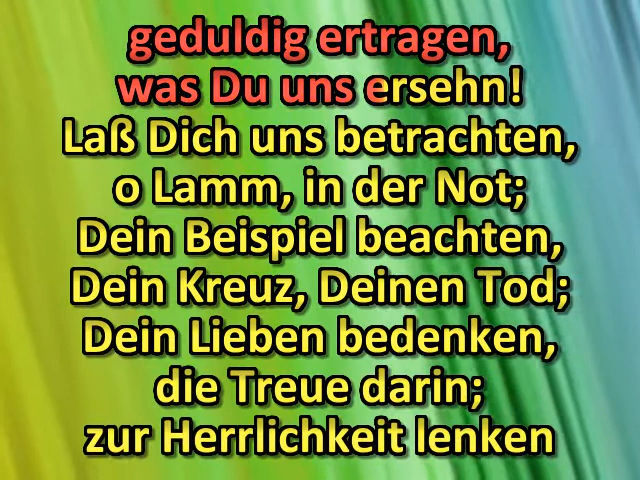 geduldig ertragen,
was Du uns ersehn!
Laß Dich uns betrachten,
o Lamm, in der Not;
Dein Beispiel beachten,
Dein Kreuz, Deinen Tod;
Dein Lieben bedenken,
die Treue darin;
zur Herrlichkeit lenken